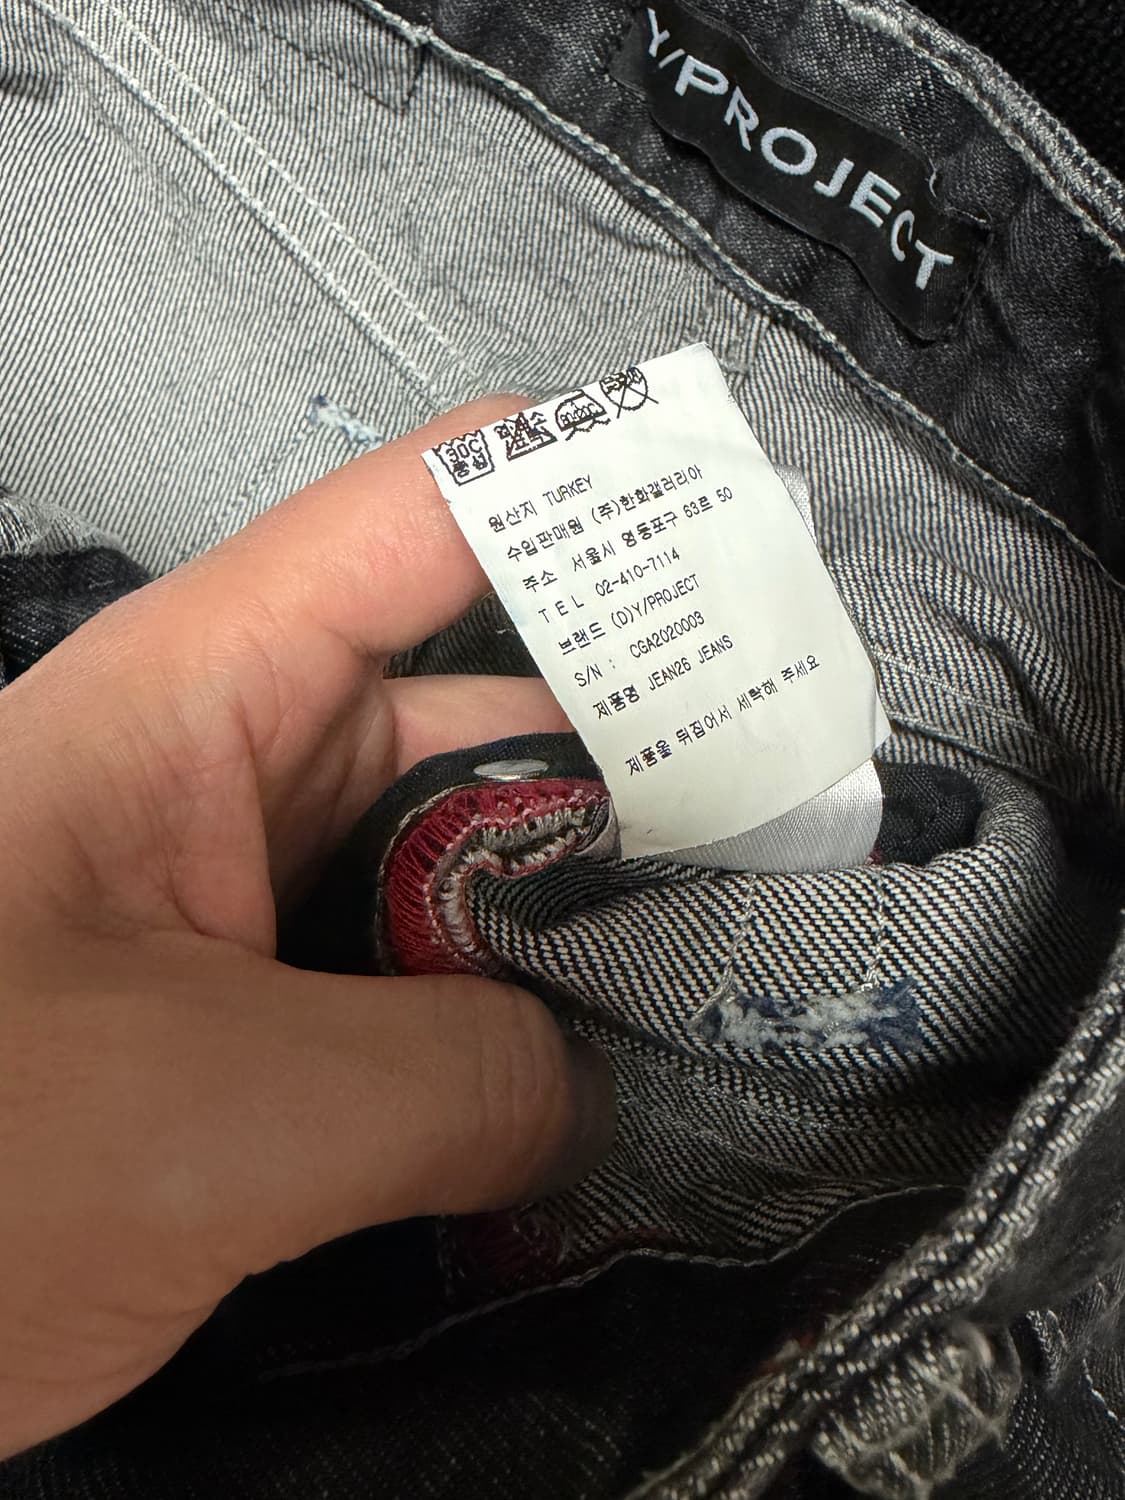 Y/PROJECT
30C
중성
원산지 TURKEY
수입판매원 (주)한화갤러리아
주소 서울시 영등포구 63로 50
TEL 02-410-7114
브랜드 (D)Y/PROJECT
S/N : CGA2020003
제품명 JEAN26 JEANS
제품을 뒤집어서 세탁해 주세요